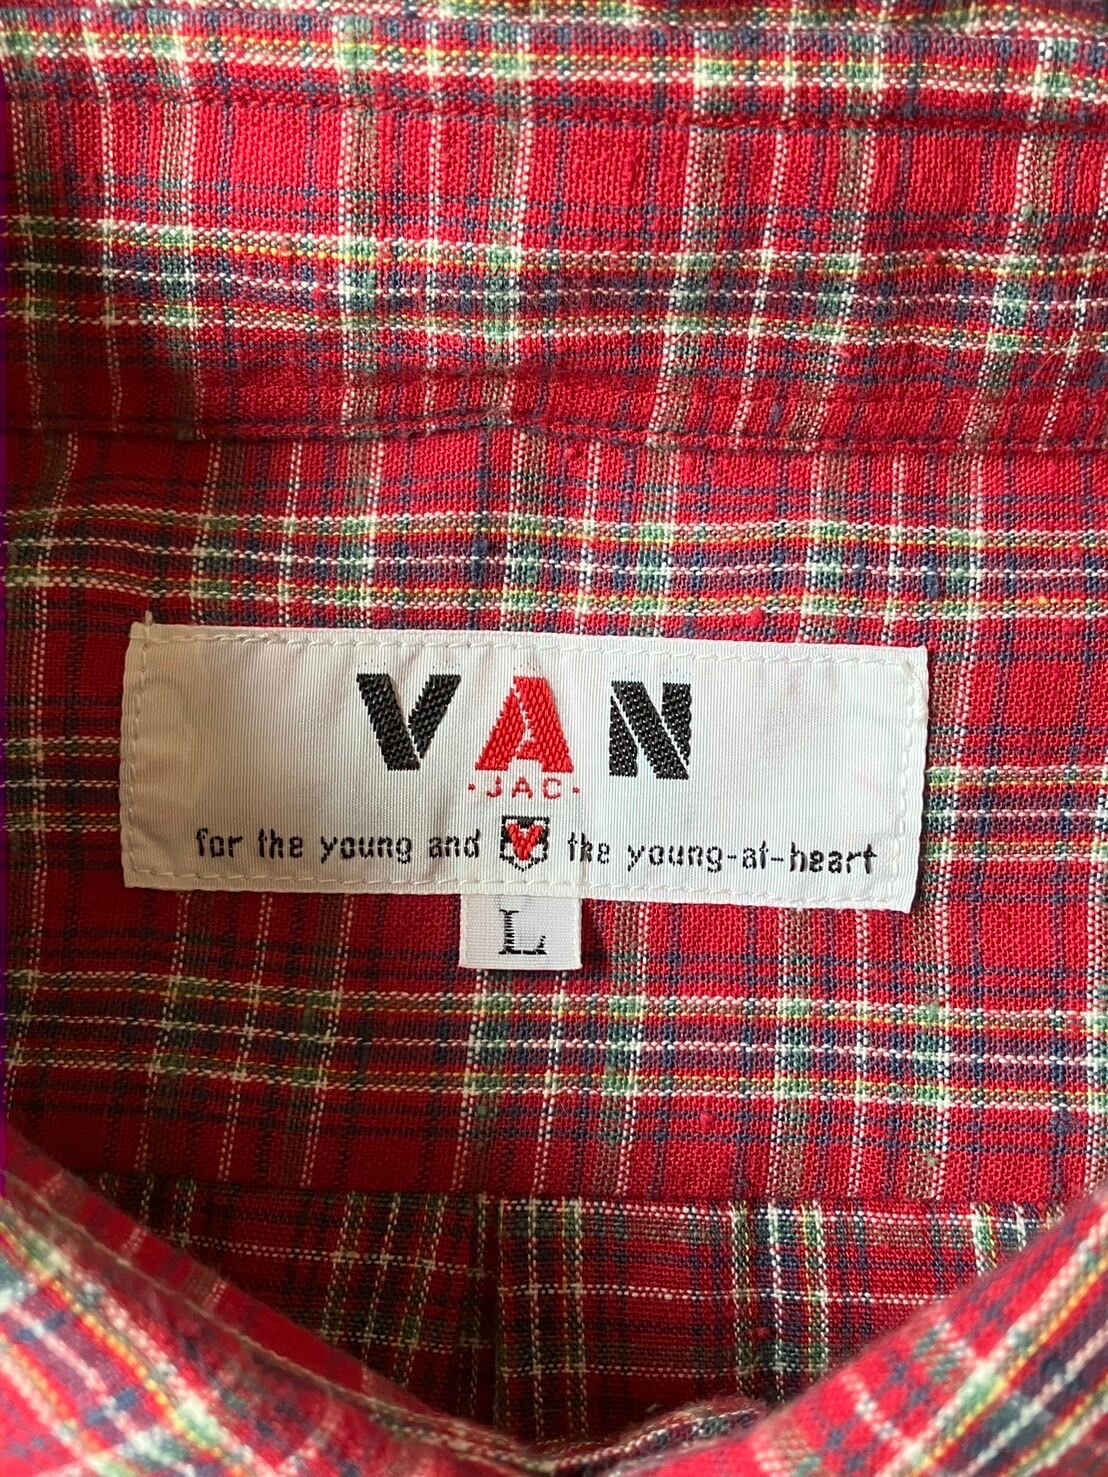 VAN
·JAC·
for the young and V the young-at-heart
L